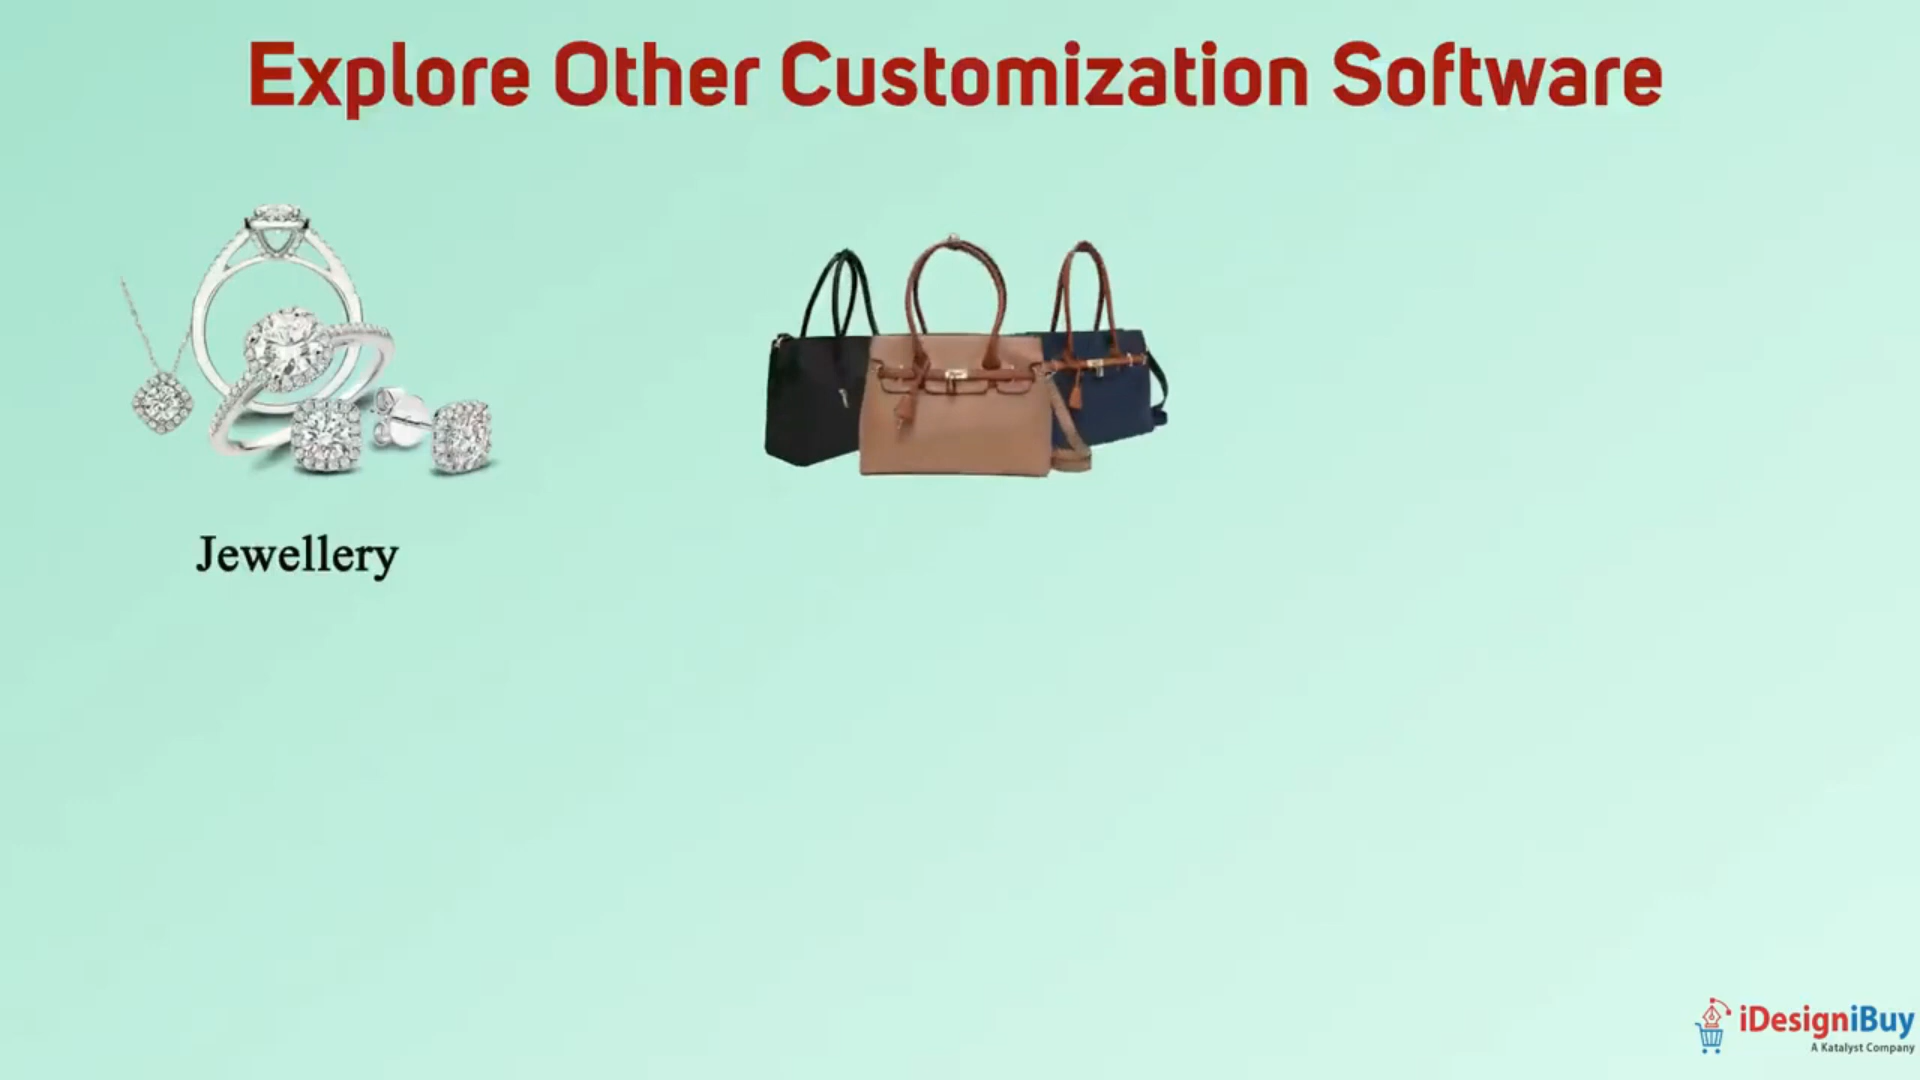 Explore Other Customization Software
Jewellery
iDesigniBuy
A Katalyst Company